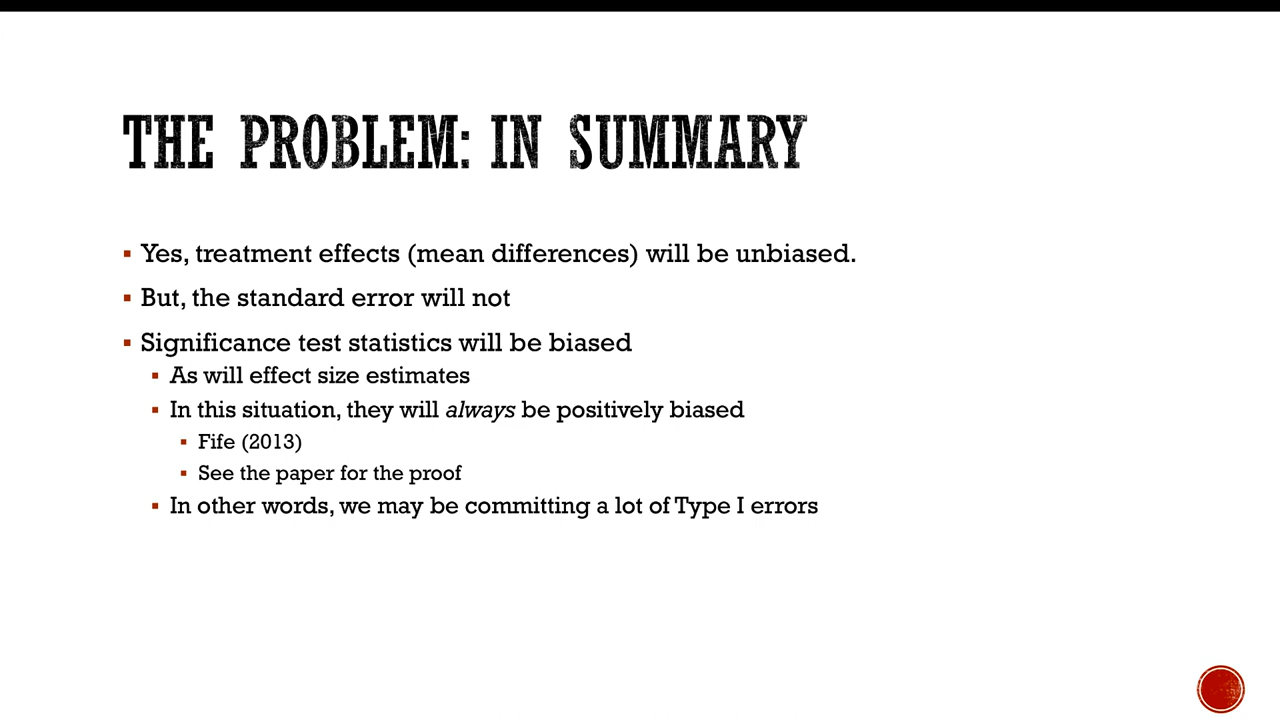 THE PROBLEM: IN SUMMARY
Yes, treatment effects (mean differences) will be unbiased.
But, the standard error will not
Significance test statistics will be biased
As will effect size estimates
In this situation, they will always be positively biased
Fife (2013)
See the paper for the proof
In other words, we may be committing a lot of Type I errors